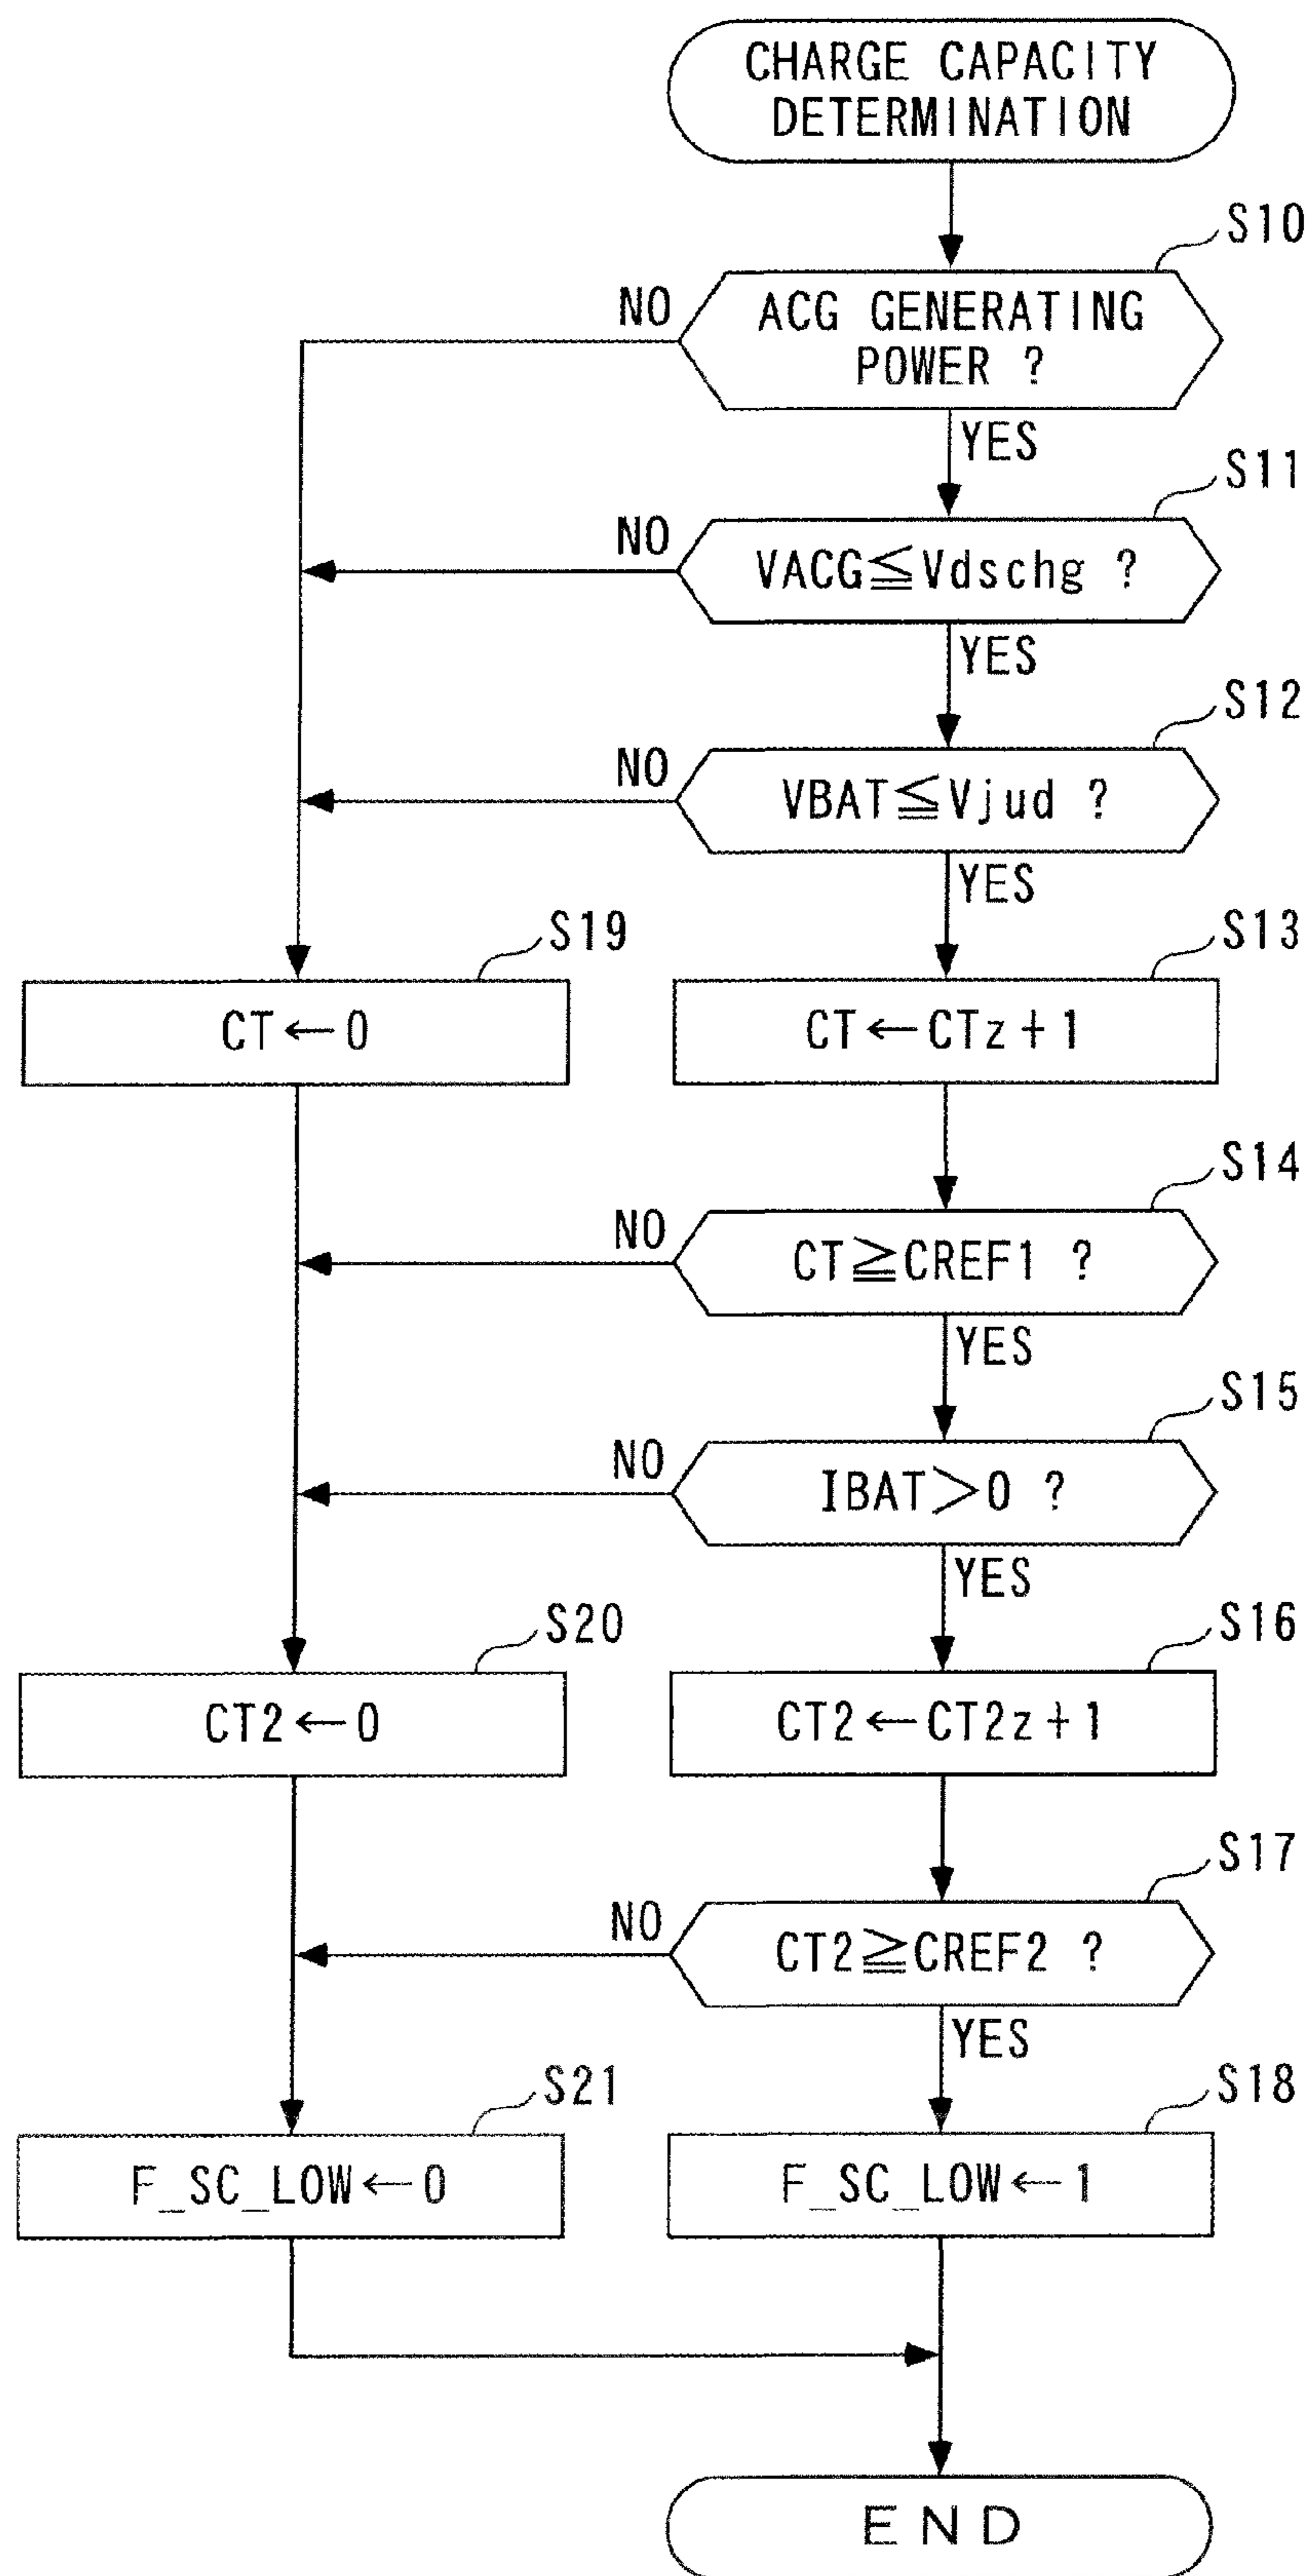 CHARGE CAPACITY
DETERMINATION
S10
NO
ACG GENERATING
POWER ?
YES
S11
NO
VACG≦Vdschg ?
YES
S12
NO
VBAT≦Vjud ?
YES
S19
S13
CT←0
CT←CTz+1
S14
NO
CT≧CREF1 ?
YES
S15
NO
IBAT>0 ?
YES
S20
S16
CT2←0
CT2←CT2z+1
S17
NO
CT2≧CREF2 ?
YES
S21
S18
F_SC_LOW←0
F_SC_LOW←1
END